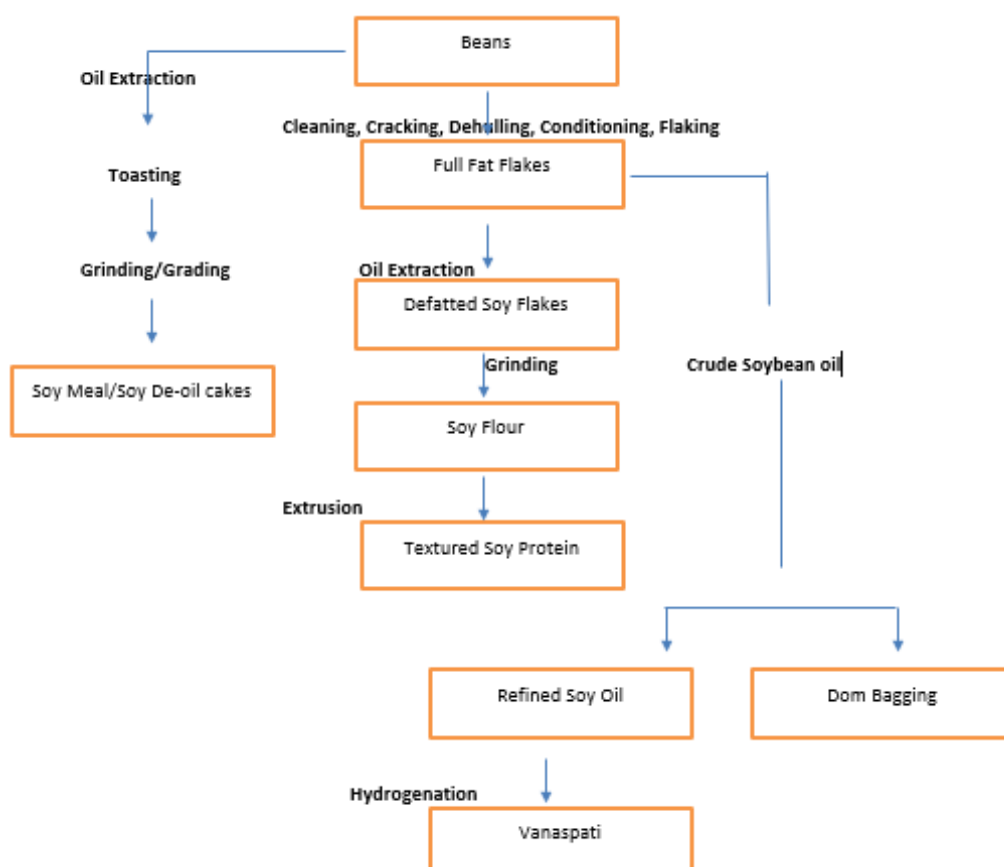 Beans
Oil Extraction
Cleaning, Cracking, Dehulling, Conditioning, Flaking
Full Fat Flakes
Toasting
Grinding/Grading
Oil Extraction
Defatted Soy Flakes
Grinding
Crude Soybean oil
Soy Meal/Soy De-oil cakes
Soy Flour
Extrusion
Textured Soy Protein
Refined Soy Oil
Dom Bagging
Hydrogenation
Vanaspati